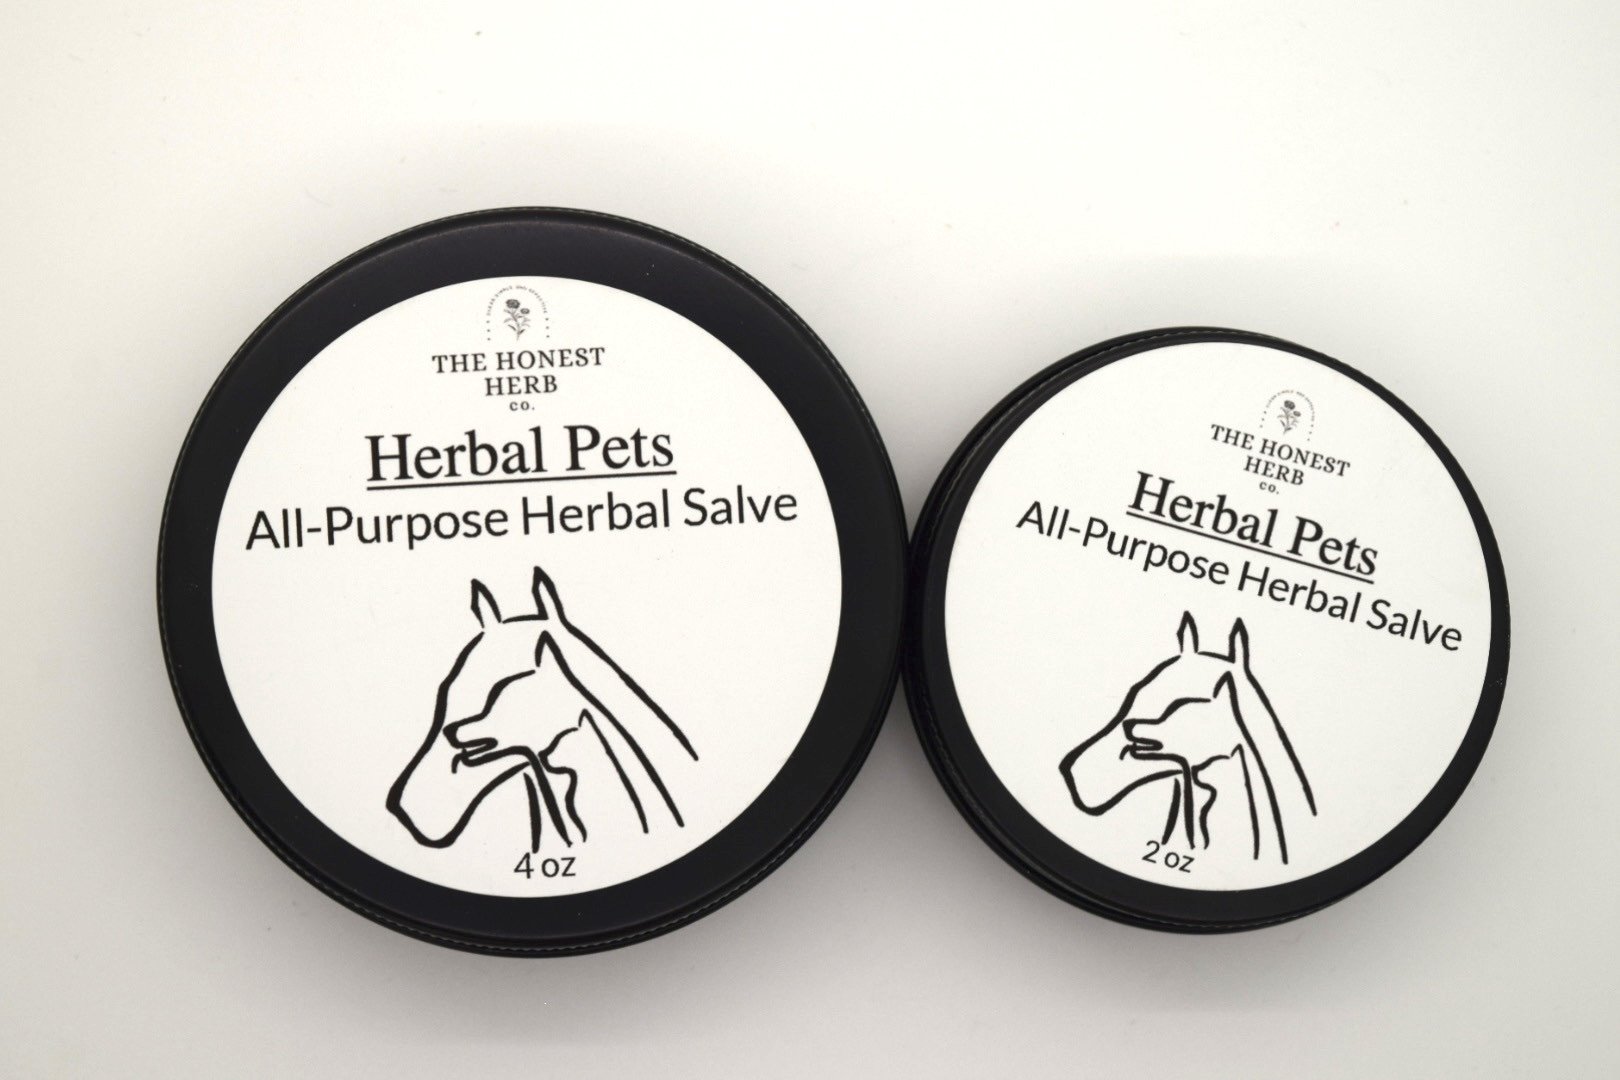 THE HONEST
HERB
co.
Herbal Pets
All-Purpose Herbal Salve
4 oz
THE HONEST
HERB
co.
Herbal Pets
All-Purpose Herbal Salve
2 oz